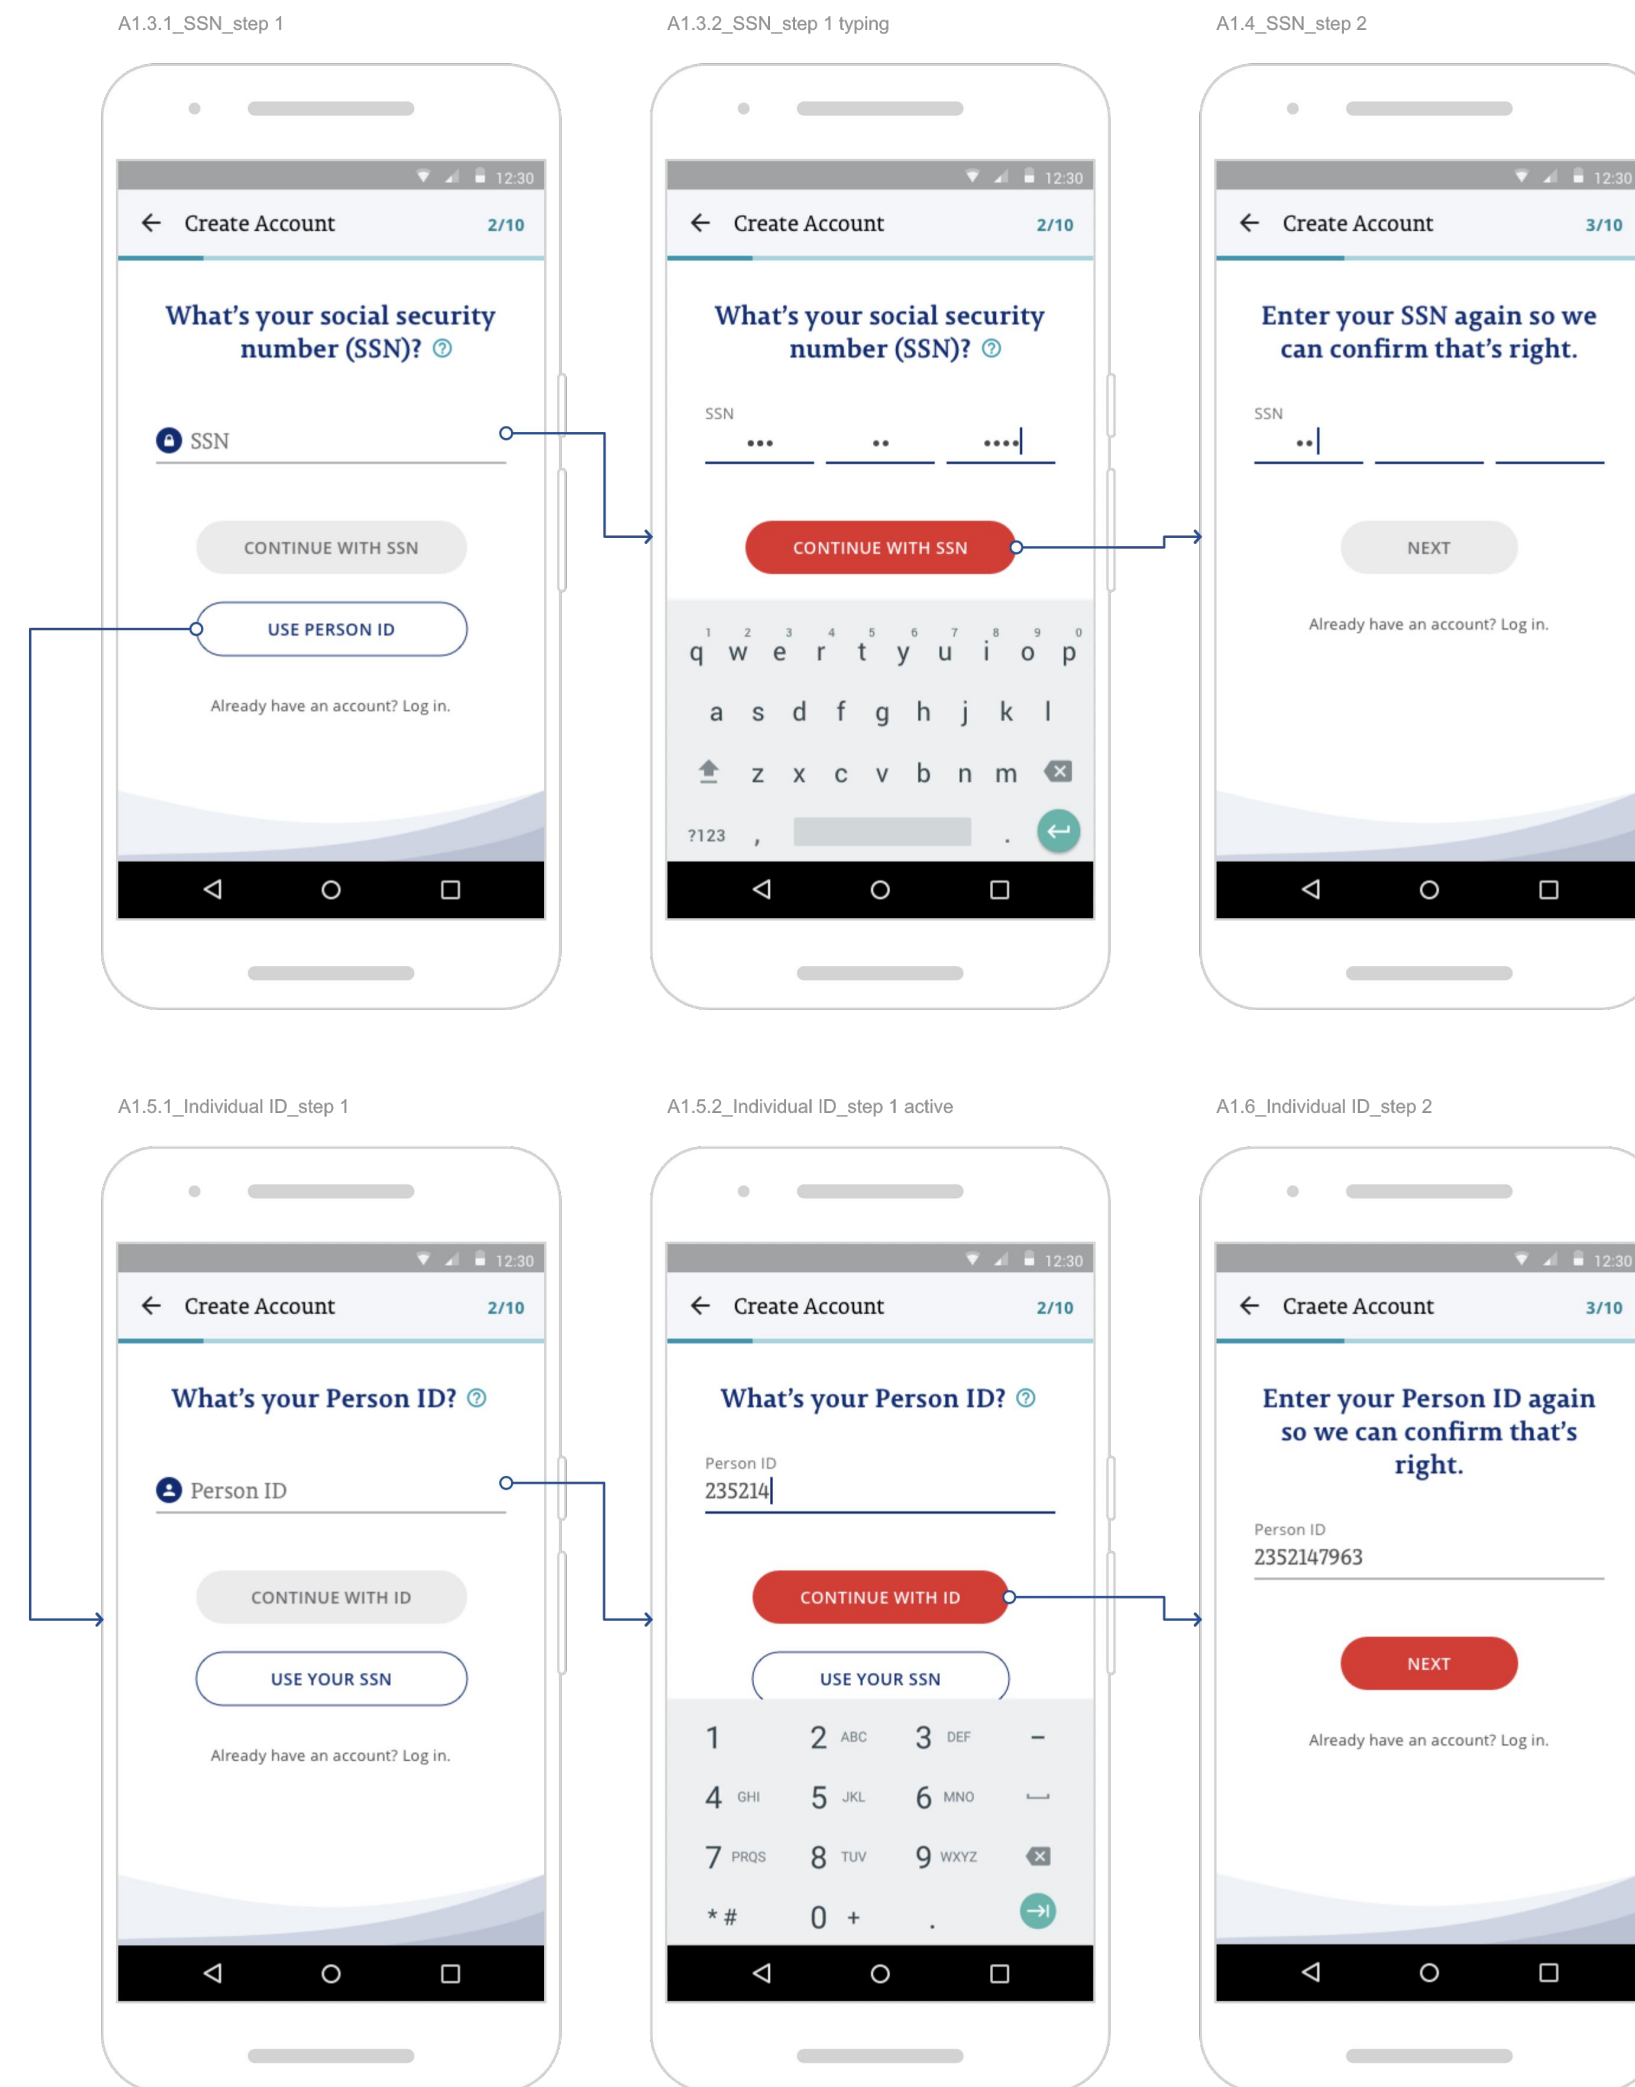 A1.3.1_SSN_step 1
12:30
Create Account 2/10
What's your social security
number (SSN)?
SSN
CONTINUE WITH SSN
USE PERSON ID
Already have an account? Log in.
A1.3.2_SSN_step 1 typing
12:30
Create Account 2/10
What's your social security
number (SSN)?
SSN
••• •• ••••
CONTINUE WITH SSN
1 2 3 4 5 6 7 8 9 0
q w e r t y u i o p
a s d f g h j k l
z x c v b n m
?123 , .
A1.4_SSN_step 2
12:30
Create Account 3/10
Enter your SSN again so we
can confirm that's right.
SSN
••
NEXT
Already have an account? Log in.
A1.5.1_Individual ID_step 1
12:30
Create Account 2/10
What's your Person ID?
Person ID
CONTINUE WITH ID
USE YOUR SSN
Already have an account? Log in.
A1.5.2_Individual ID_step 1 active
12:30
Create Account 2/10
What's your Person ID?
Person ID
235214
CONTINUE WITH ID
USE YOUR SSN
1 2 ABC 3 DEF –
4 GHI 5 JKL 6 MNO
7 PRQS 8 TUV 9 WXYZ
* # 0 + .
A1.6_Individual ID_step 2
12:30
Craete Account 3/10
Enter your Person ID again
so we can confirm that's
right.
Person ID
2352147963
NEXT
Already have an account? Log in.